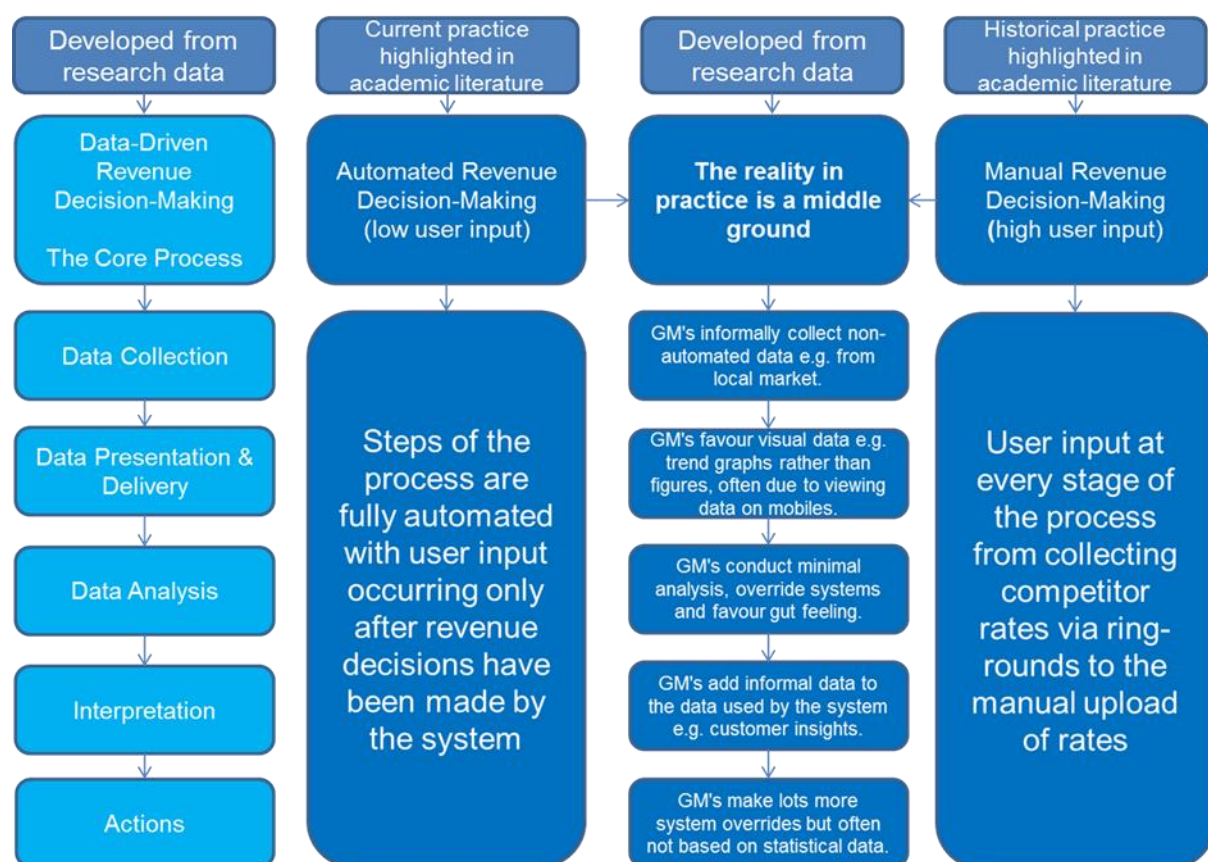 Developed from
research data
Current practice
highlighted in
academic literature
Developed from
research data
Historical practice
highlighted in
academic literature
Data-Driven
Revenue
Decision-Making
The Core Process
Automated Revenue
Decision-Making
(low user input)
The reality in
practice is a middle
ground
Manual Revenue
Decision-Making
(high user input)
Data Collection
Data Presentation &
Delivery
Data Analysis
Interpretation
Actions
Steps of the
process are
fully automated
with user input
occurring only
after revenue
decisions have
been made by
the system
GM's informally collect non-
automated data e.g. from
local market.
GM's favour visual data e.g.
trend graphs rather than
figures, often due to viewing
data on mobiles.
GM's conduct minimal
analysis, override systems
and favour gut feeling.
GM's add informal data to
the data used by the system
e.g. customer insights.
GM's make lots more
system overrides but often
not based on statistical data.
User input at
every stage of
the process
from collecting
competitor
rates via ring-
rounds to the
manual upload
of rates